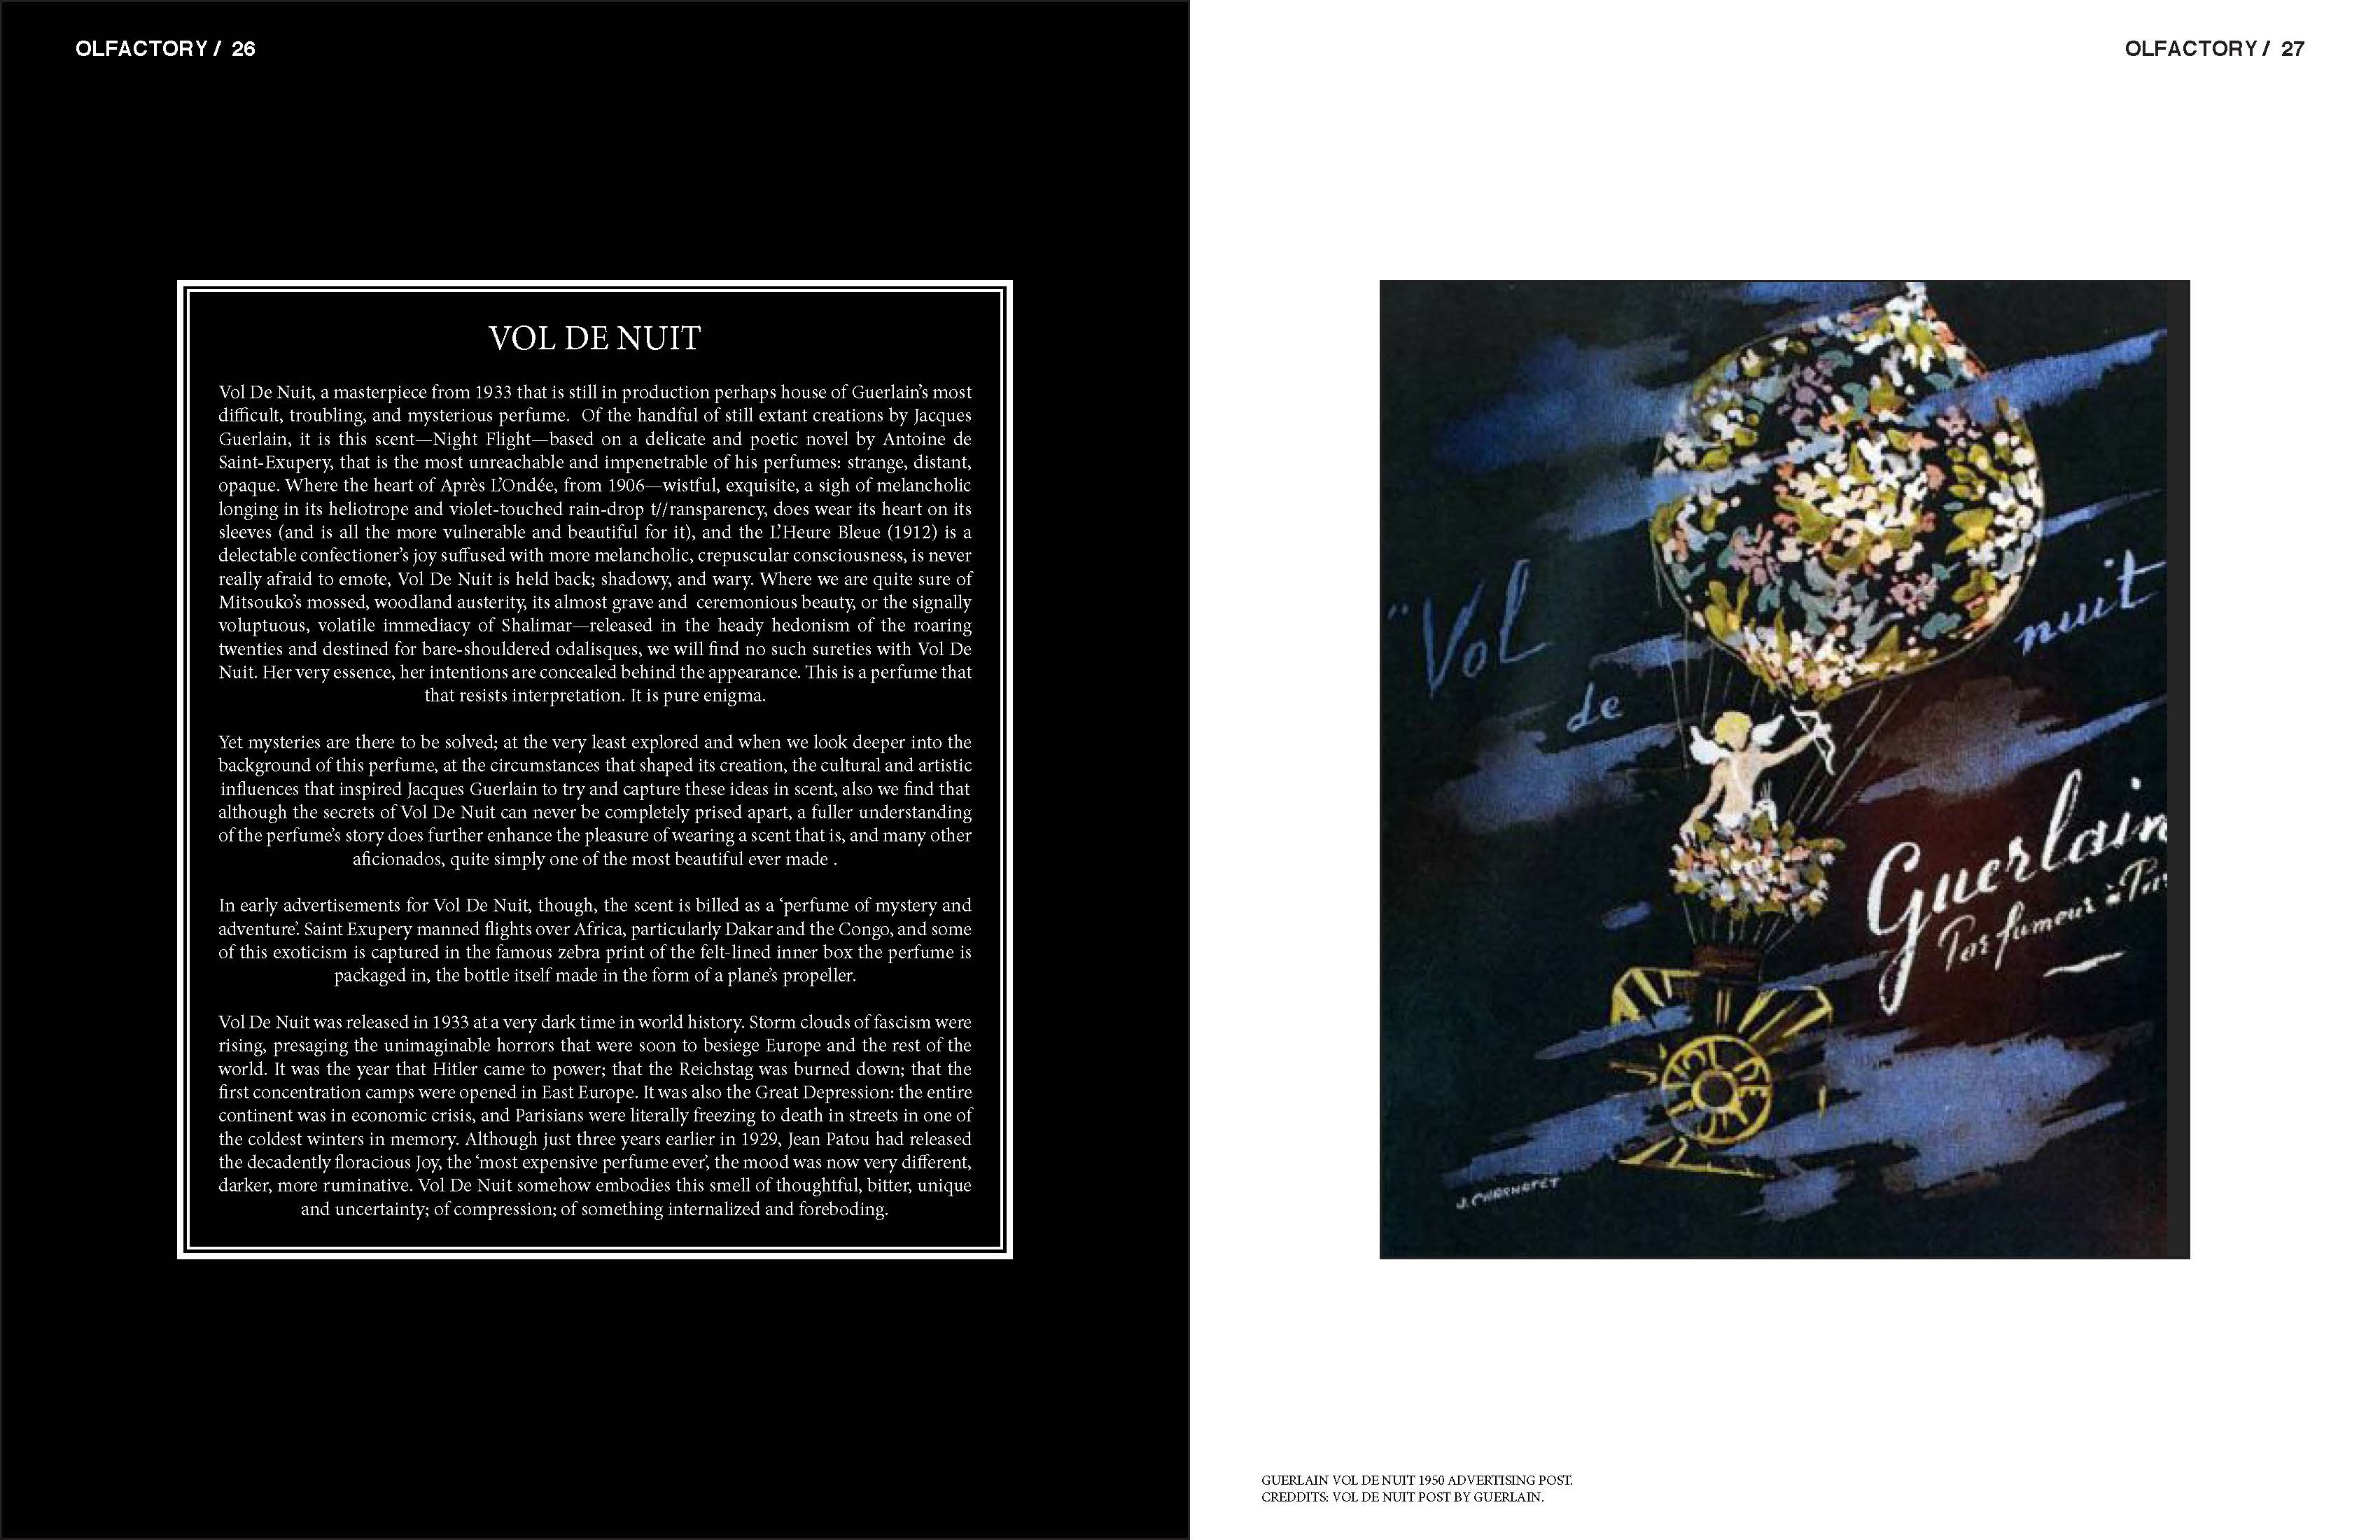 OLFACTORY / 26
VOL DE NUIT
Vol De Nuit, a masterpiece from 1933 that is still in production perhaps house of Guerlain’s most
difficult, troubling, and mysterious perfume.  Of the handful of still extant creations by Jacques
Guerlain, it is this scent—Night Flight—based on a delicate and poetic novel by Antoine de
Saint-Exupery, that is the most unreachable and impenetrable of his perfumes: strange, distant,
opaque. Where the heart of Après L’Ondée, from 1906—wistful, exquisite, a sigh of melancholic
longing in its heliotrope and violet-touched rain-drop t//ransparency, does wear its heart on its
sleeves (and is all the more vulnerable and beautiful for it), and the L’Heure Bleue (1912) is a
delectable confectioner’s joy suffused with more melancholic, crepuscular consciousness, is never
really afraid to emote, Vol De Nuit is held back; shadowy, and wary. Where we are quite sure of
Mitsouko’s mossed, woodland austerity, its almost grave and  ceremonious beauty, or the signally
voluptuous, volatile immediacy of Shalimar—released in the heady hedonism of the roaring
twenties and destined for bare-shouldered odalisques, we will find no such sureties with Vol De
Nuit. Her very essence, her intentions are concealed behind the appearance. This is a perfume that
that resists interpretation. It is pure enigma.
Yet mysteries are there to be solved; at the very least explored and when we look deeper into the
background of this perfume, at the circumstances that shaped its creation, the cultural and artistic
influences that inspired Jacques Guerlain to try and capture these ideas in scent, also we find that
although the secrets of Vol De Nuit can never be completely prised apart, a fuller understanding
of the perfume’s story does further enhance the pleasure of wearing a scent that is, and many other
aficionados, quite simply one of the most beautiful ever made .
In early advertisements for Vol De Nuit, though, the scent is billed as a ‘perfume of mystery and
adventure’. Saint Exupery manned flights over Africa, particularly Dakar and the Congo, and some
of this exoticism is captured in the famous zebra print of the felt-lined inner box the perfume is
packaged in, the bottle itself made in the form of a plane’s propeller.
Vol De Nuit was released in 1933 at a very dark time in world history. Storm clouds of fascism were
rising, presaging the unimaginable horrors that were soon to besiege Europe and the rest of the
world. It was the year that Hitler came to power; that the Reichstag was burned down; that the
first concentration camps were opened in East Europe. It was also the Great Depression: the entire
continent was in economic crisis, and Parisians were literally freezing to death in streets in one of
the coldest winters in memory. Although just three years earlier in 1929, Jean Patou had released
the decadently floracious Joy, the ‘most expensive perfume ever’, the mood was now very different,
darker, more ruminative. Vol De Nuit somehow embodies this smell of thoughtful, bitter, unique
and uncertainty; of compression; of something internalized and foreboding.
OLFACTORY / 27
"Vol
de
nuit
Guerlain
Parfumeur à
VOL DE NUIT
GUERLAIN VOL DE NUIT 1950 ADVERTISING POST.
CREDDITS: VOL DE NUIT POST BY GUERLAIN.